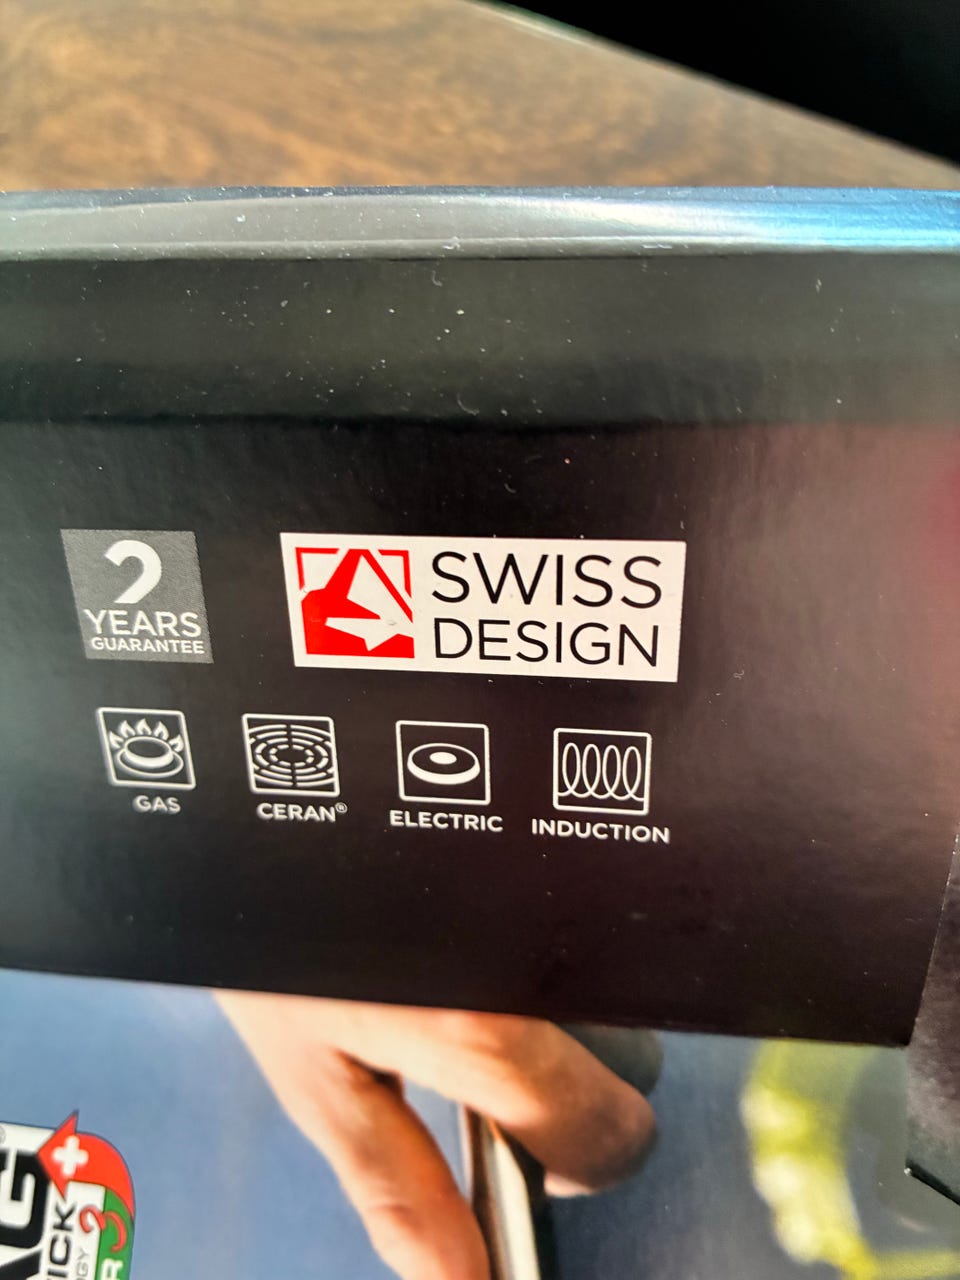 2
YEARS
GUARANTEE
SWISS
DESIGN
GAS
CERAN®
ELECTRIC
INDUCTION